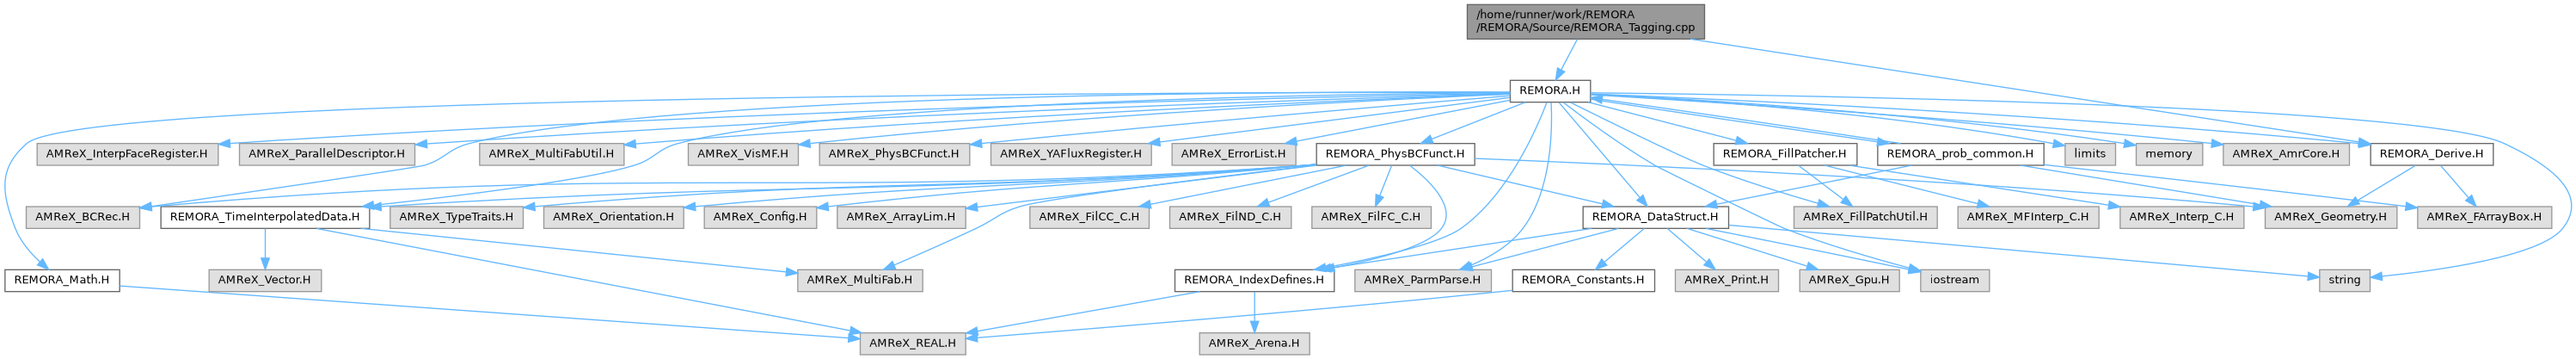 /home/runner/work/REMORA
/REMORA/Source/REMORA_Tagging.cpp
REMORA.H
AMReX_InterpFaceRegister.H
AMReX_ParallelDescriptor.H
AMReX_MultiFabUtil.H
AMReX_VisMF.H
AMReX_PhysBCFunct.H
AMReX_YAFluxRegister.H
AMReX_ErrorList.H
REMORA_PhysBCFunct.H
REMORA_FillPatcher.H
REMORA_prob_common.H
limits
memory
AMReX_AmrCore.H
REMORA_Derive.H
AMReX_BCRec.H
REMORA_TimeInterpolatedData.H
AMReX_TypeTraits.H
AMReX_Orientation.H
AMReX_Config.H
AMReX_ArrayLim.H
AMReX_FilCC_C.H
AMReX_FilND_C.H
AMReX_FilFC_C.H
REMORA_DataStruct.H
AMReX_FillPatchUtil.H
AMReX_MFInterp_C.H
AMReX_Interp_C.H
AMReX_Geometry.H
AMReX_FArrayBox.H
REMORA_Math.H
AMReX_Vector.H
AMReX_MultiFab.H
REMORA_IndexDefines.H
AMReX_ParmParse.H
REMORA_Constants.H
AMReX_Print.H
AMReX_Gpu.H
iostream
string
AMReX_REAL.H
AMReX_Arena.H